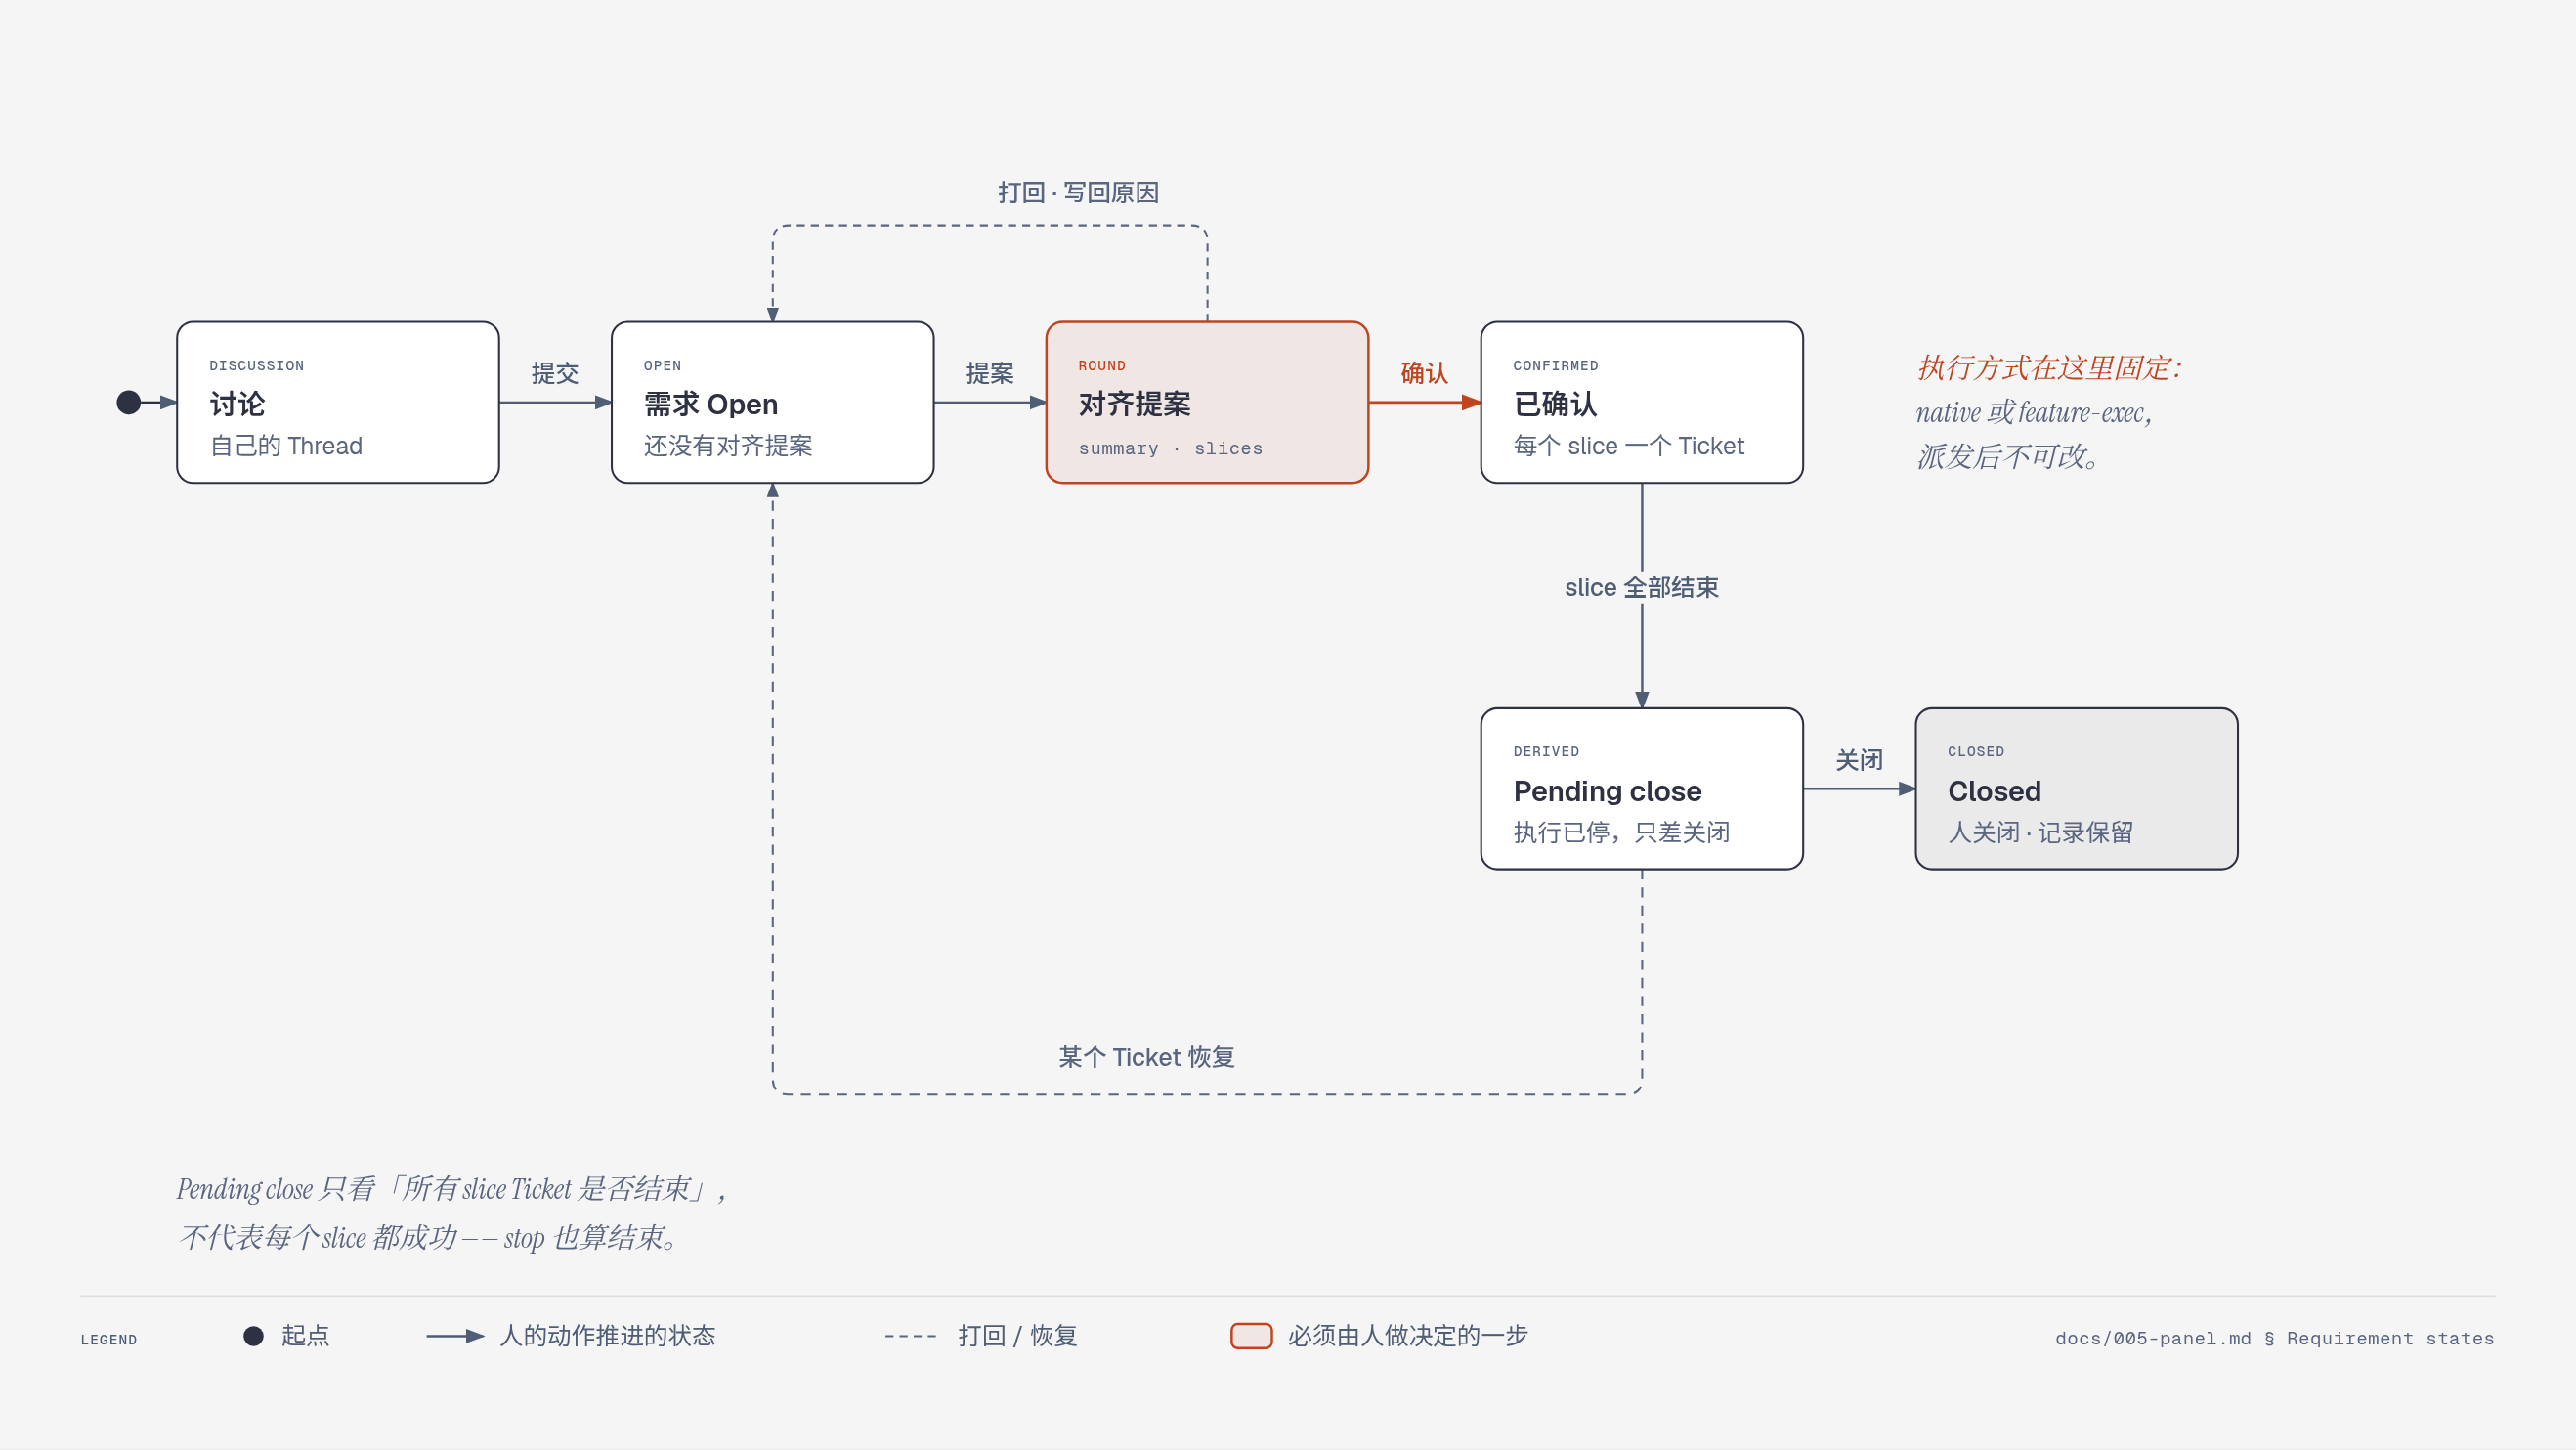 打回 · 写回原因
DISCUSSION
讨论
自己的 Thread
提交
OPEN
需求 Open
还没有对齐提案
提案
ROUND
对齐提案
summary · slices
确认
CONFIRMED
已确认
每个 slice 一个 Ticket
执行方式在这里固定：
native 或 feature-exec，
派发后不可改。
slice 全部结束
DERIVED
Pending close
执行已停，只差关闭
关闭
CLOSED
Closed
人关闭 · 记录保留
某个 Ticket 恢复
Pending close 只看「所有 slice Ticket 是否结束」，
不代表每个 slice 都成功 —— stop 也算结束。
LEGEND
起点
人的动作推进的状态
打回 / 恢复
必须由人做决定的一步
docs/005-panel.md § Requirement states